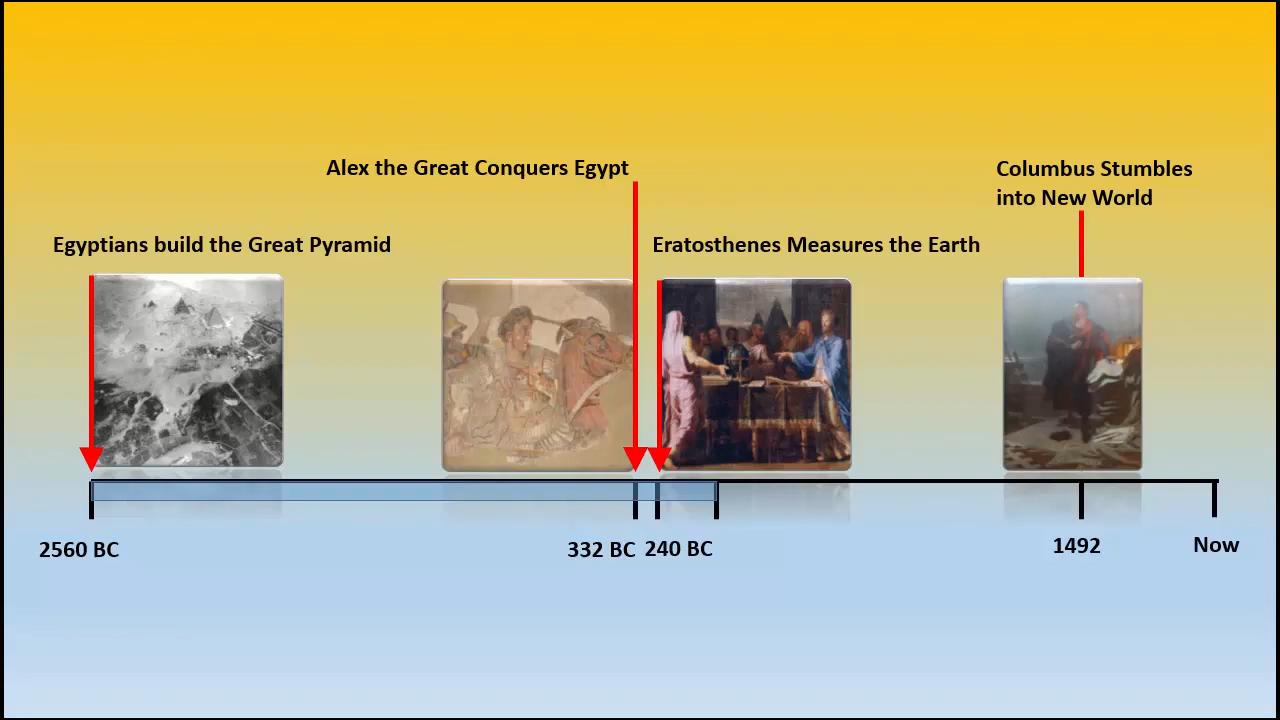 Alex the Great Conquers Egypt
Columbus Stumbles
into New World
Egyptians build the Great Pyramid
Eratosthenes Measures the Earth
2560 BC
332 BC
240 BC
1492
Now